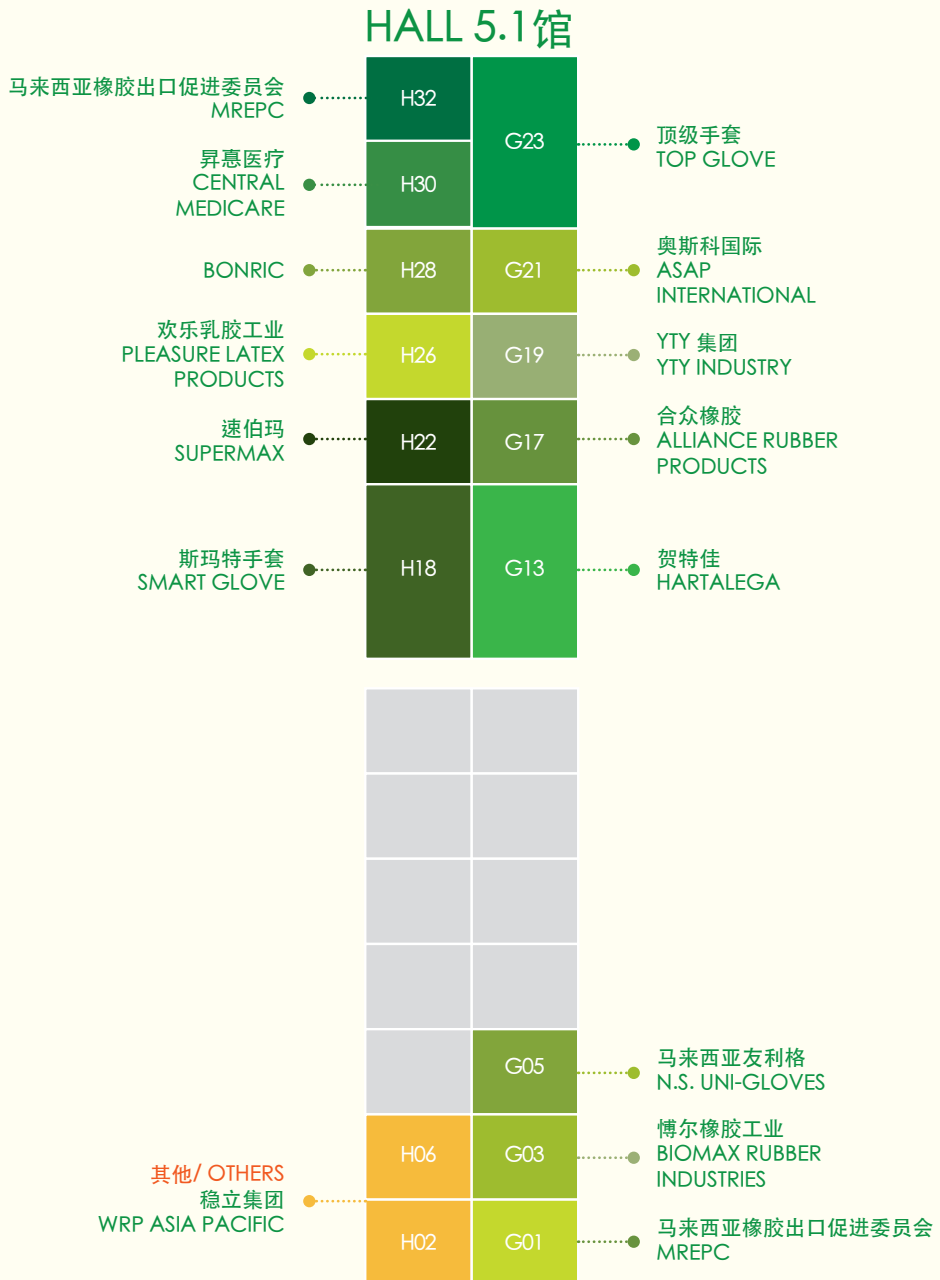 HALL 5.1馆
马来西亚橡胶出口促进委员会
MREPC
H32
G23
顶级手套
TOP GLOVE
昇惪医疗
CENTRAL
MEDICARE
H30
BONRIC
H28
G21
奥斯科国际
ASAP
INTERNATIONAL
欢乐乳胶工业
PLEASURE LATEX
PRODUCTS
H26
G19
YTY 集团
YTY INDUSTRY
速伯玛
SUPERMAX
H22
G17
合众橡胶
ALLIANCE RUBBER
PRODUCTS
斯玛特手套
SMART GLOVE
H18
G13
贺特佳
HARTALEGA
G05
马来西亚友利格
N.S. UNI-GLOVES
其他/ OTHERS
稳立集团
WRP ASIA PACIFIC
H06
G03
愽尔橡胶工业
BIOMAX RUBBER
INDUSTRIES
H02
G01
马来西亚橡胶出口促进委员会
MREPC